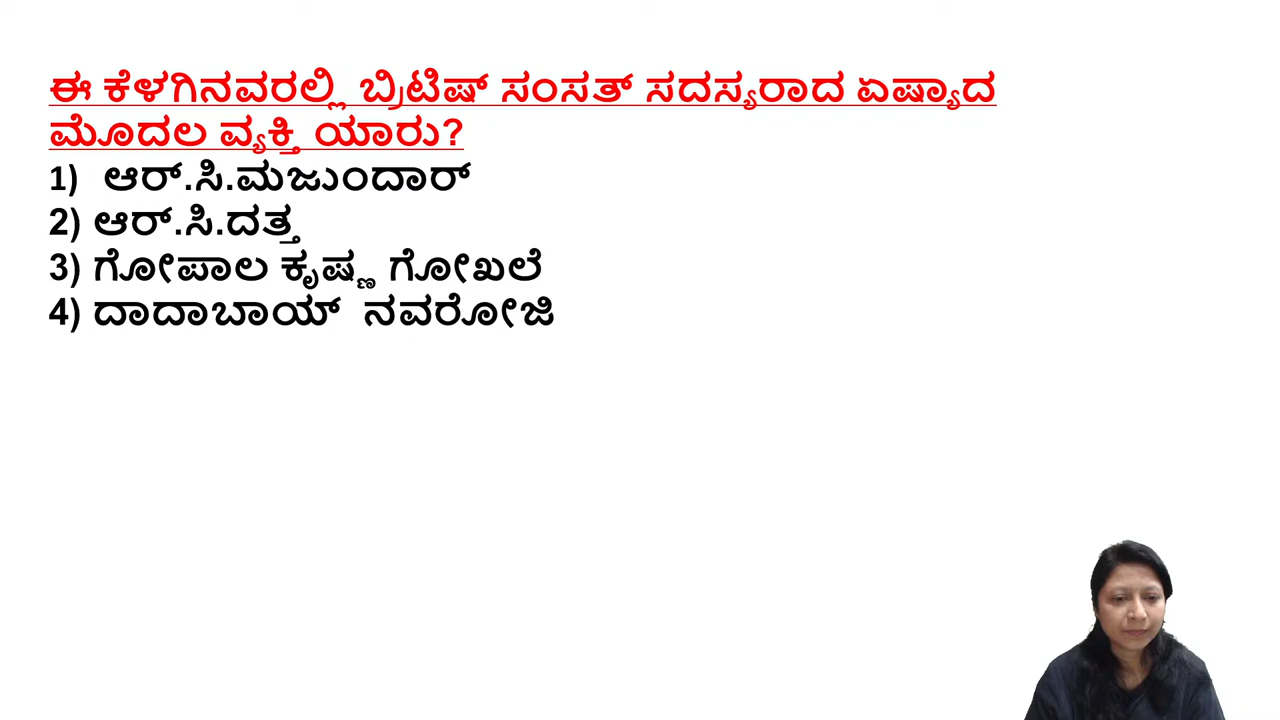 ಈ ಕೆಳಗಿನವರಲ್ಲಿ ಬ್ರಿಟಿಷ್ ಸಂಸತ್ ಸದಸ್ಯರಾದ ಏಷ್ಯಾದ
ಮೊದಲ ವ್ಯಕ್ತಿ ಯಾರು?
1) ಆರ್.ಸಿ.ಮಜುಂದಾರ್
2) ಆರ್.ಸಿ.ದತ್ತ
3) ಗೋಪಾಲ ಕೃಷ್ಣ ಗೋಖಲೆ
4) ದಾದಾಬಾಯ್ ನವರೋಜಿ